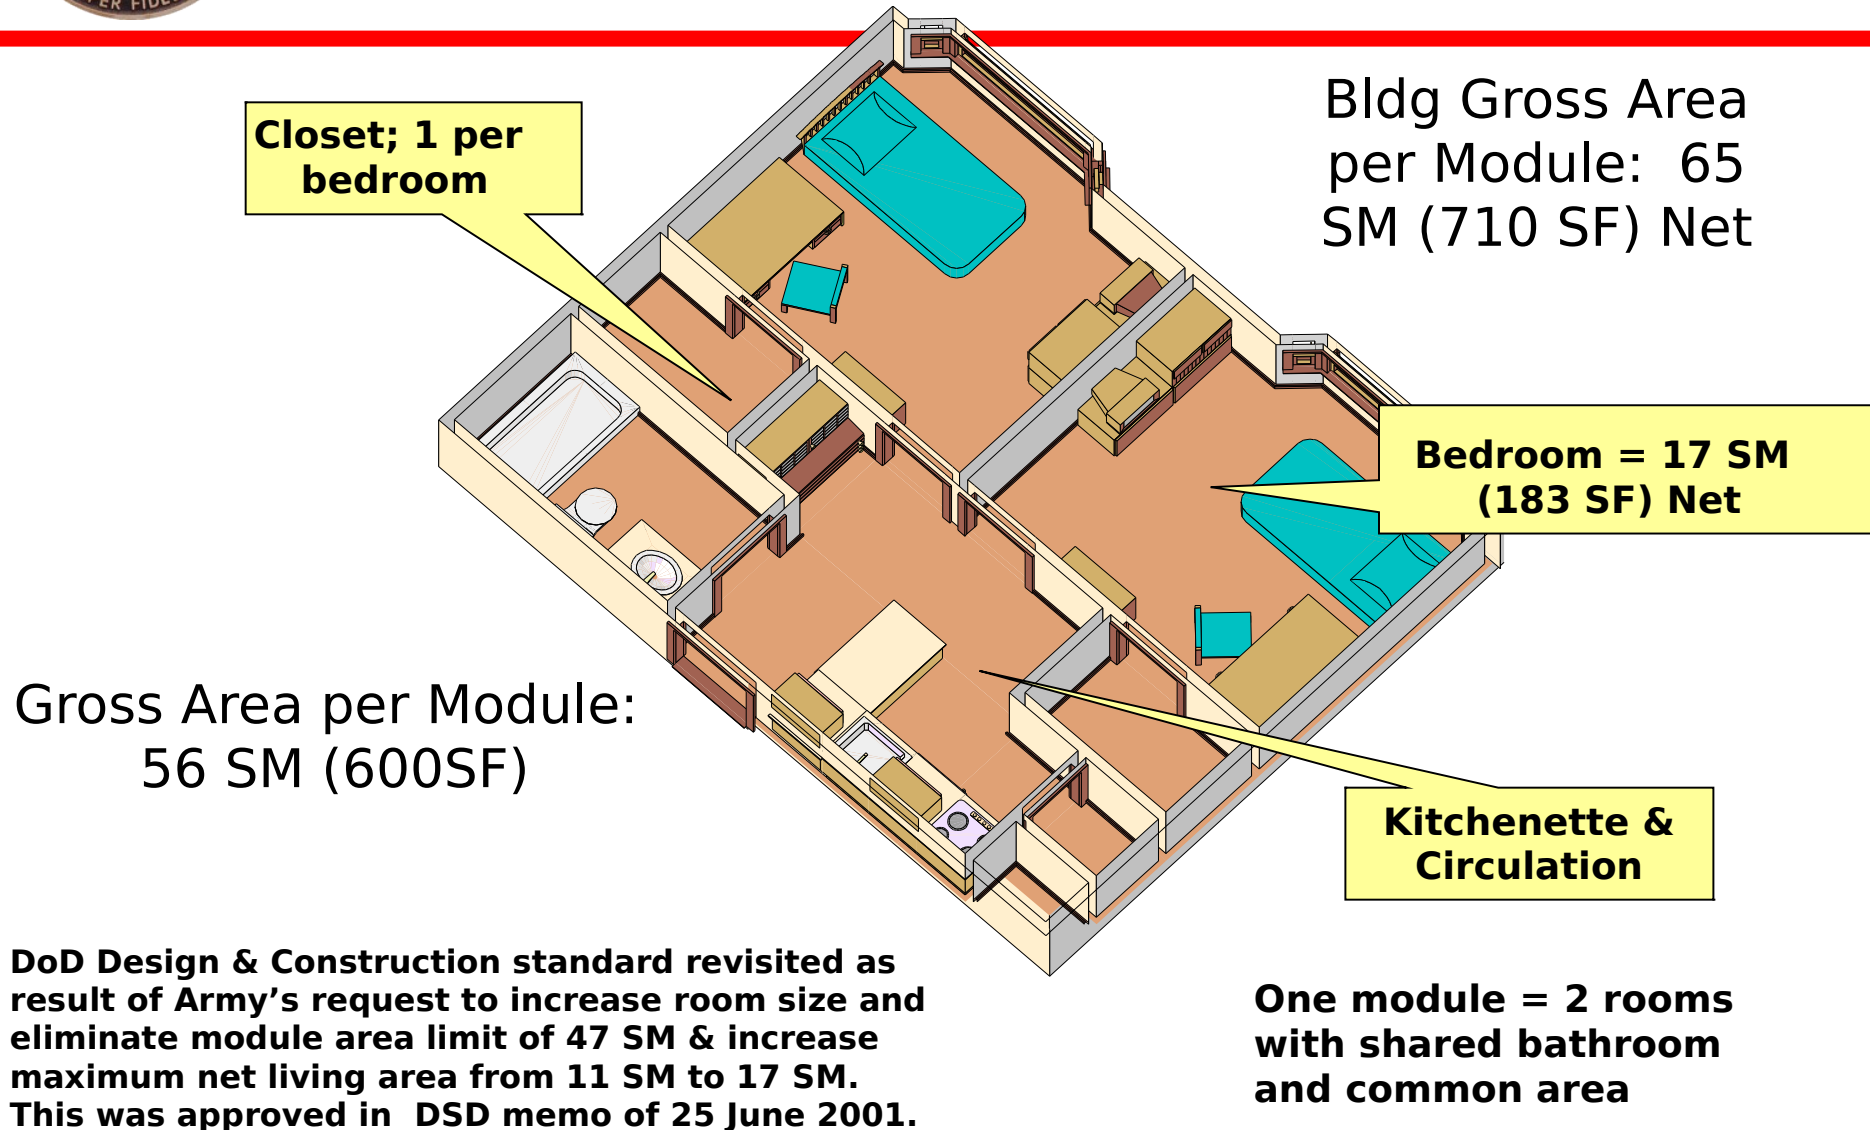 ER FIDE
Closet; 1 per
bedroom
Bldg Gross Area
per Module:  65
SM (710 SF) Net
Bedroom = 17 SM
(183 SF) Net
Gross Area per Module:
56 SM (600SF)
Kitchenette &
Circulation
DoD Design & Construction standard revisited as
result of Army’s request to increase room size and
eliminate module area limit of 47 SM & increase
maximum net living area from 11 SM to 17 SM.
This was approved in  DSD memo of 25 June 2001.
One module = 2 rooms
with shared bathroom
and common area